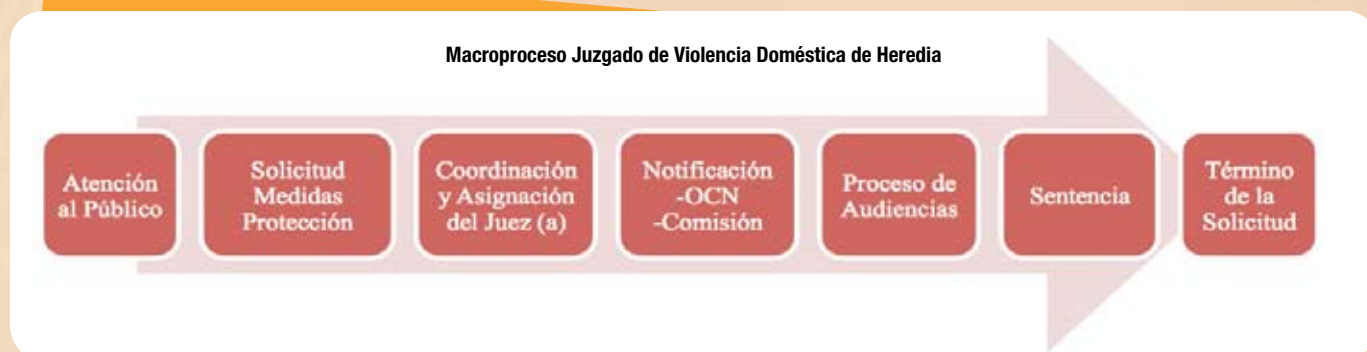 Macroproceso Juzgado de Violencia Doméstica de Heredia
Atención
al Público
Solicitud
Medidas
Protección
Coordinación
y Asignación
del Juez (a)
Notificación
-OCN
-Comisión
Proceso de
Audiencias
Sentencia
Término
de la
Solicitud